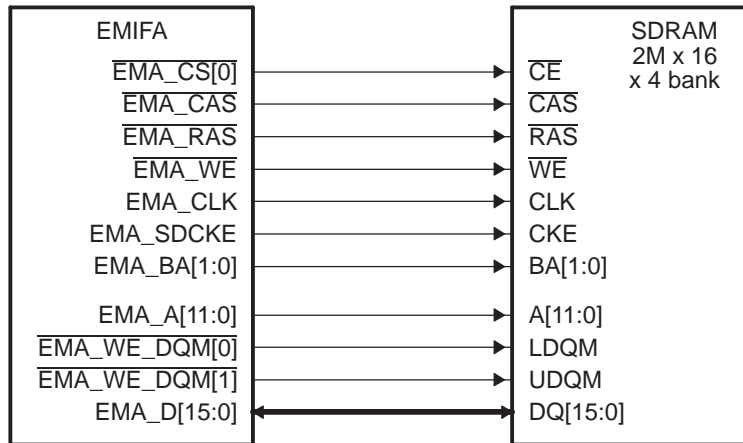 EMIFA SDRAM
2M x 16
x 4 bank
EMA_CS[0] CE
EMA_CAS CAS
EMA_RAS RAS
EMA_WE WE
EMA_CLK CLK
EMA_SDCKE CKE
EMA_BA[1:0] BA[1:0]
EMA_A[11:0] A[11:0]
EMA_WE_DQM[0] LDQM
EMA_WE_DQM[1] UDQM
EMA_D[15:0] DQ[15:0]